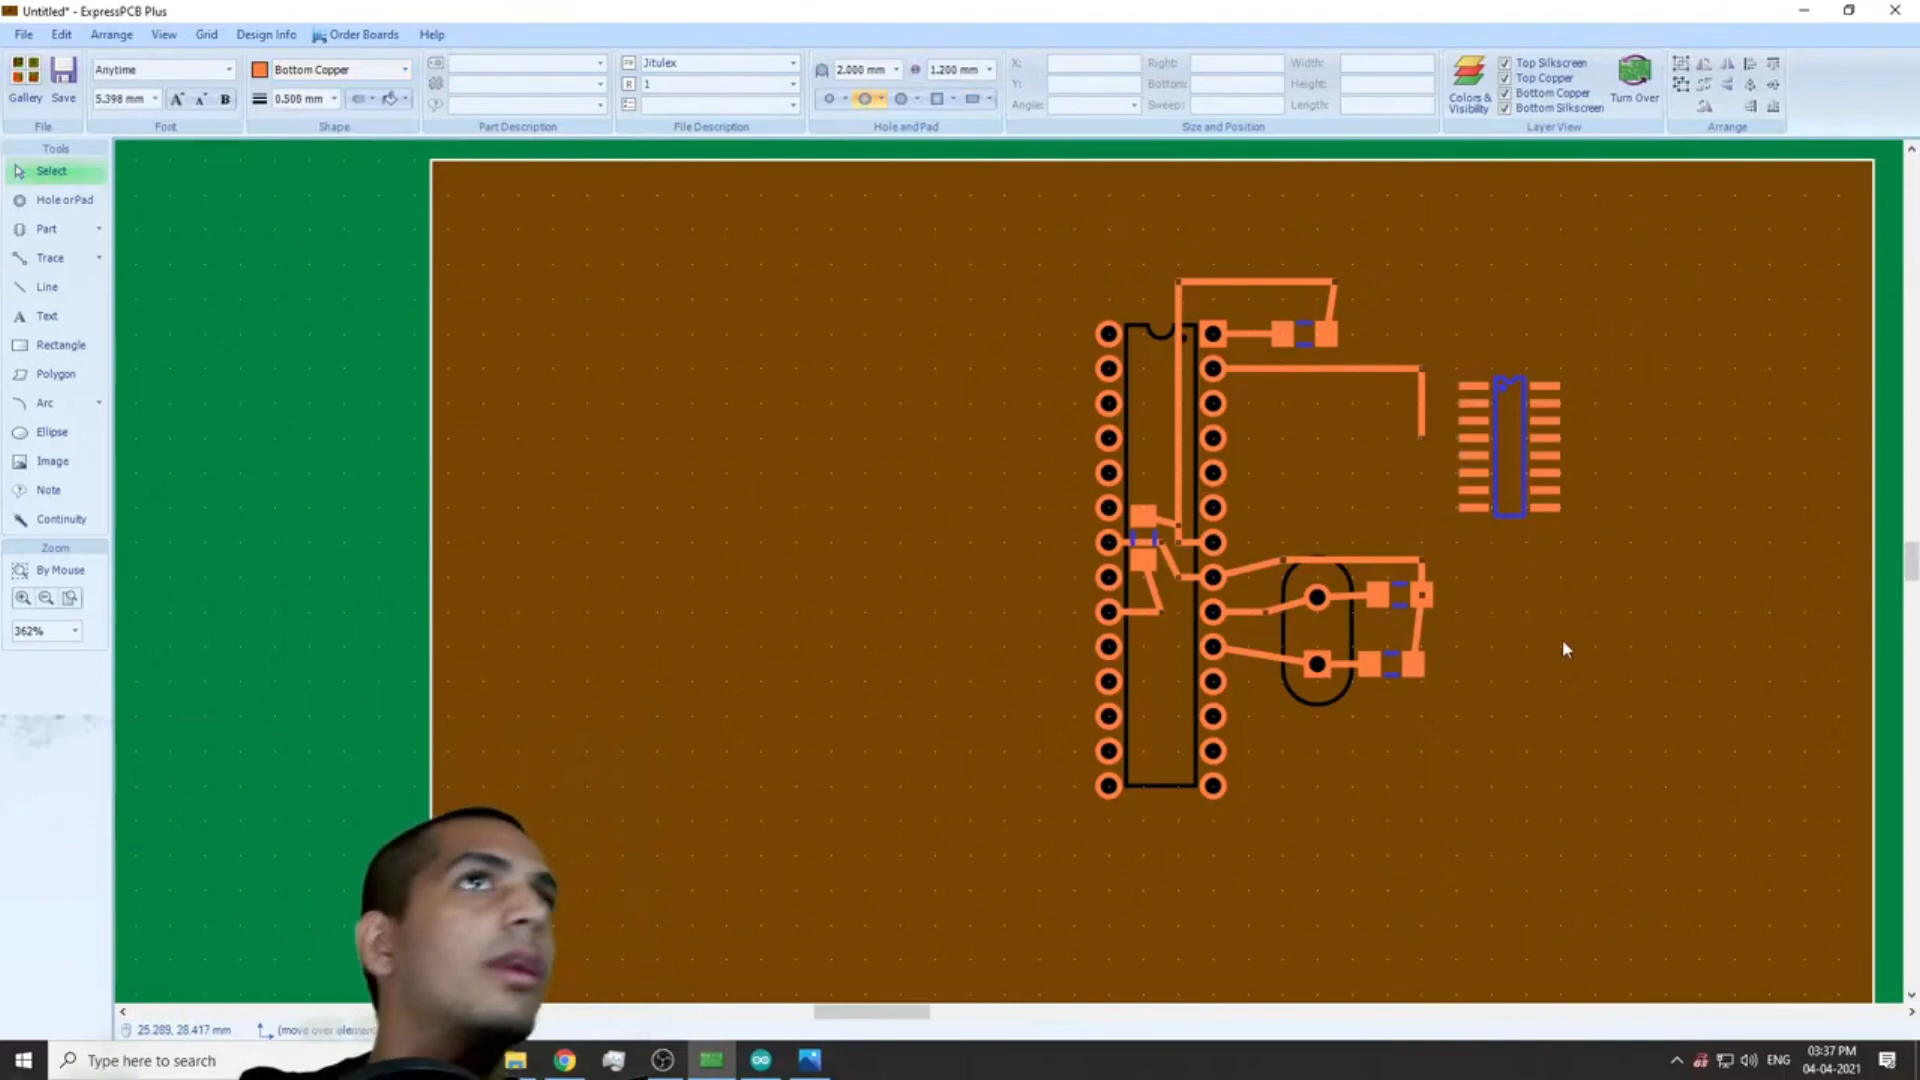 Untitled* - ExpressPCB Plus
File Edit Arrange View Grid Design Info Order Boards Help
Anytime Bottom Copper Jitulex 2.000 mm 1.200 mm X: Right: Width: Top Silkscreen
Y: Bottom: Height: Top Copper
Gallery Save 5.398 mm A A B 0.500 mm 1 Angle: Sweep: Length: Colors & Visibility Bottom Copper Turn Over
Bottom Silkscreen
File Font Shape Part Description File Description Hole and Pad Size and Position Layer View Arrange
Tools
Select
Hole or Pad
Part
Trace
Line
Text
Rectangle
Polygon
Arc
Ellipse
Image
Note
Continuity
Zoom
By Mouse
362%
25.289, 28.417 mm (move over element
Type here to search
ENG
03:37 PM
04-04-2021